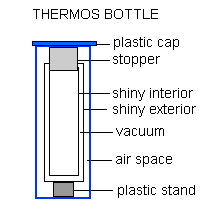 THERMOS BOTTLE
plastic cap
stopper
shiny interior
shiny exterior
vacuum
air space
plastic stand